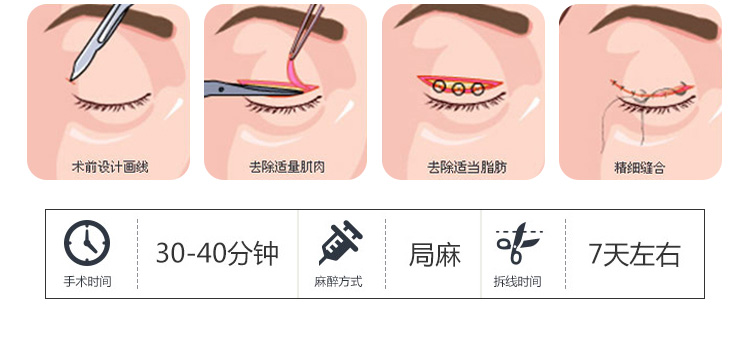 术前设计画线
去除适量肌肉
去除适当脂肪
精细缝合
手术时间
30-40分钟
麻醉方式
局麻
拆线时间
7天左右